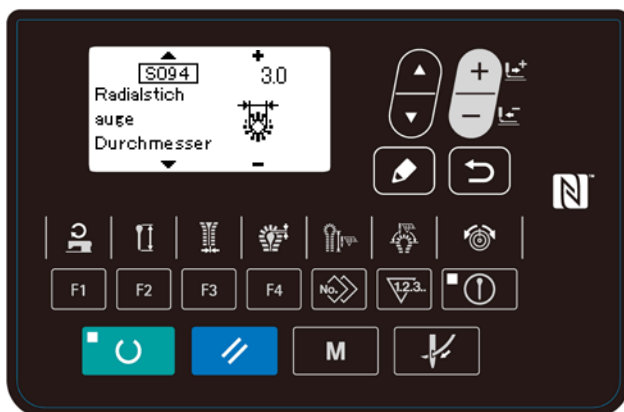 S094
3.0
Radialstich
auge
Durchmesser
F1
F2
F3
F4
No.
1.2.3..
M
N